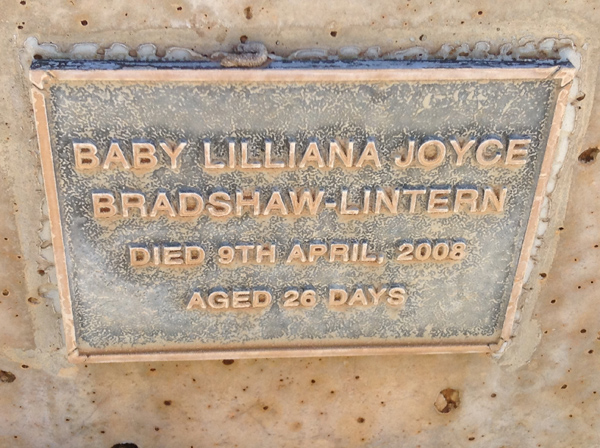 BABY LILLIANA JOYCE
BRADSHAW-LINTERN
DIED 9TH APRIL, 2008
AGED 26 DAYS